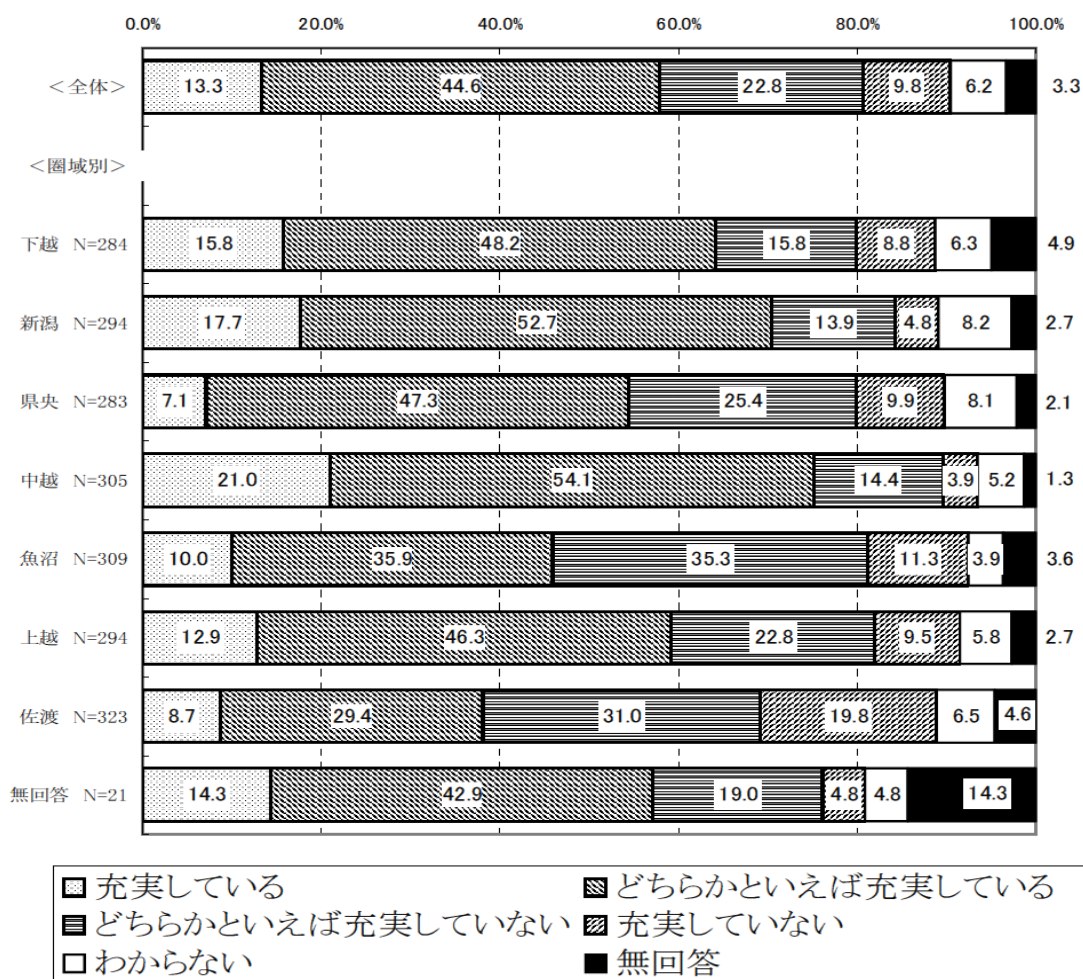 0.0% 20.0% 40.0% 60.0% 80.0% 100.0%
＜全体＞ 13.3 44.6 22.8 9.8 6.2 3.3
＜圏域別＞
下越 N=284 15.8 48.2 15.8 8.8 6.3 4.9
新潟 N=294 17.7 52.7 13.9 4.8 8.2 2.7
県央 N=283 7.1 47.3 25.4 9.9 8.1 2.1
中越 N=305 21.0 54.1 14.4 3.9 5.2 1.3
魚沼 N=309 10.0 35.9 35.3 11.3 3.9 3.6
上越 N=294 12.9 46.3 22.8 9.5 5.8 2.7
佐渡 N=323 8.7 29.4 31.0 19.8 6.5 4.6
無回答 N=21 14.3 42.9 19.0 4.8 4.8 14.3
充実している どちらかといえば充実している
どちらかといえば充実していない 充実していない
わからない 無回答